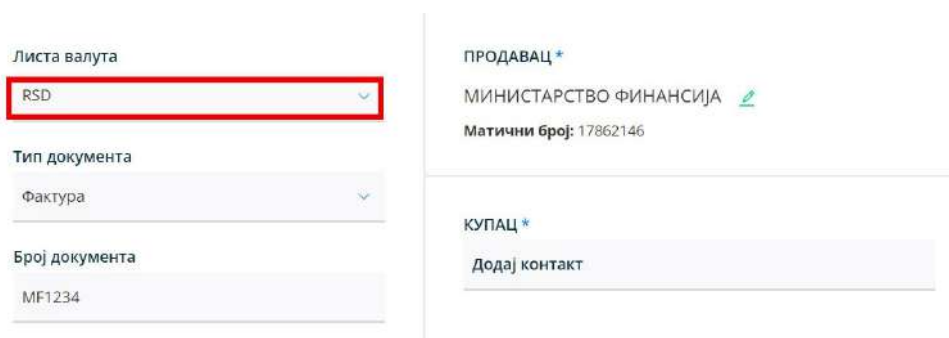 Листа валута
RSD
Тип документа
Фактура
Број документа
MF1234
ПРОДАВАЦ *
МИНИСТАРСТВО ФИНАНСИЈА
Матични број: 17862146
КУПАЦ *
Додај контакт